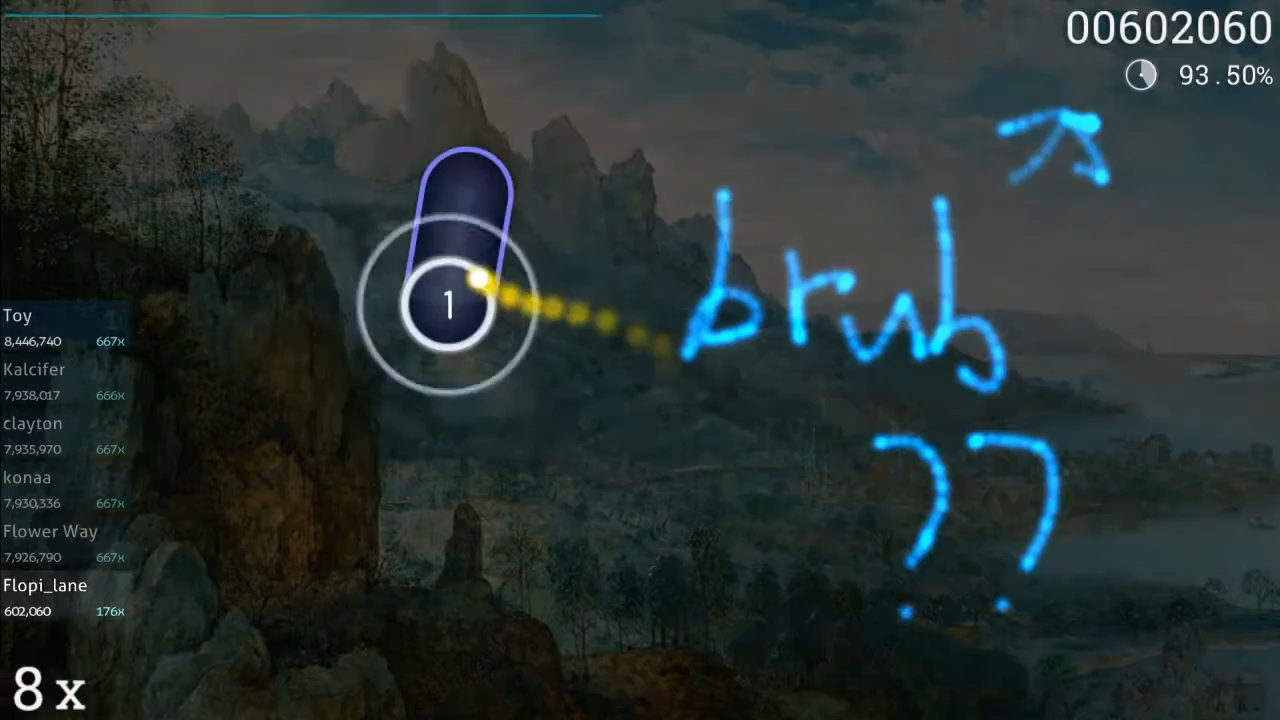 00602060
93.50%
1
bruh
??
Toy
8,446,740 667x
Kalcifer
7,938,017 666x
clayton
7,935,970 667x
konaa
7,930,336 667x
Flower Way
7,926,790 667x
Flopi_lane
602,060 176x
8x